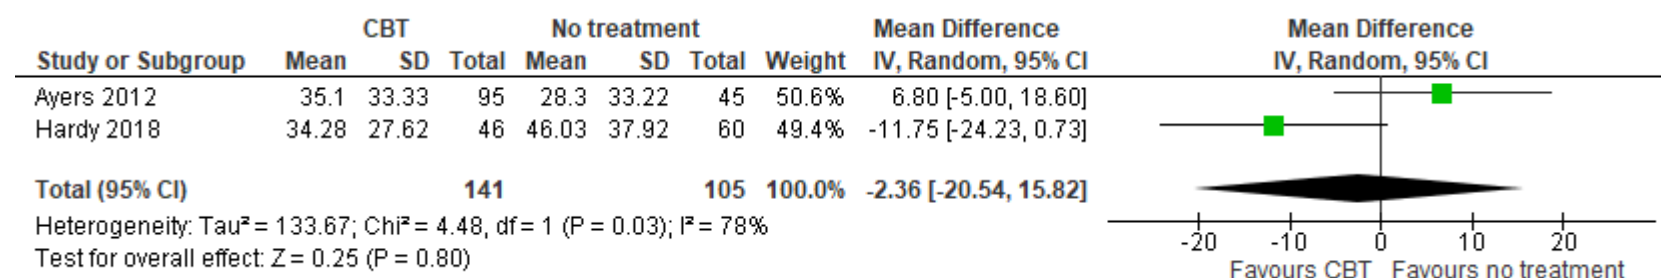 CBT No treatment Mean Difference Mean Difference
Study or Subgroup Mean SD Total Mean SD Total Weight IV, Random, 95% CI IV, Random, 95% CI
Ayers 2012 35.1 33.33 95 28.3 33.22 45 50.6% 6.80 [-5.00, 18.60]
Hardy 2018 34.28 27.62 46 46.03 37.92 60 49.4% -11.75 [-24.23, 0.73]
Total (95% CI) 141 105 100.0% -2.36 [-20.54, 15.82]
Heterogeneity: Tau² = 133.67; Chi² = 4.48, df = 1 (P = 0.03); I² = 78%
Test for overall effect: Z = 0.25 (P = 0.80)
-20 -10 0 10 20
Favours CBT Favours no treatment